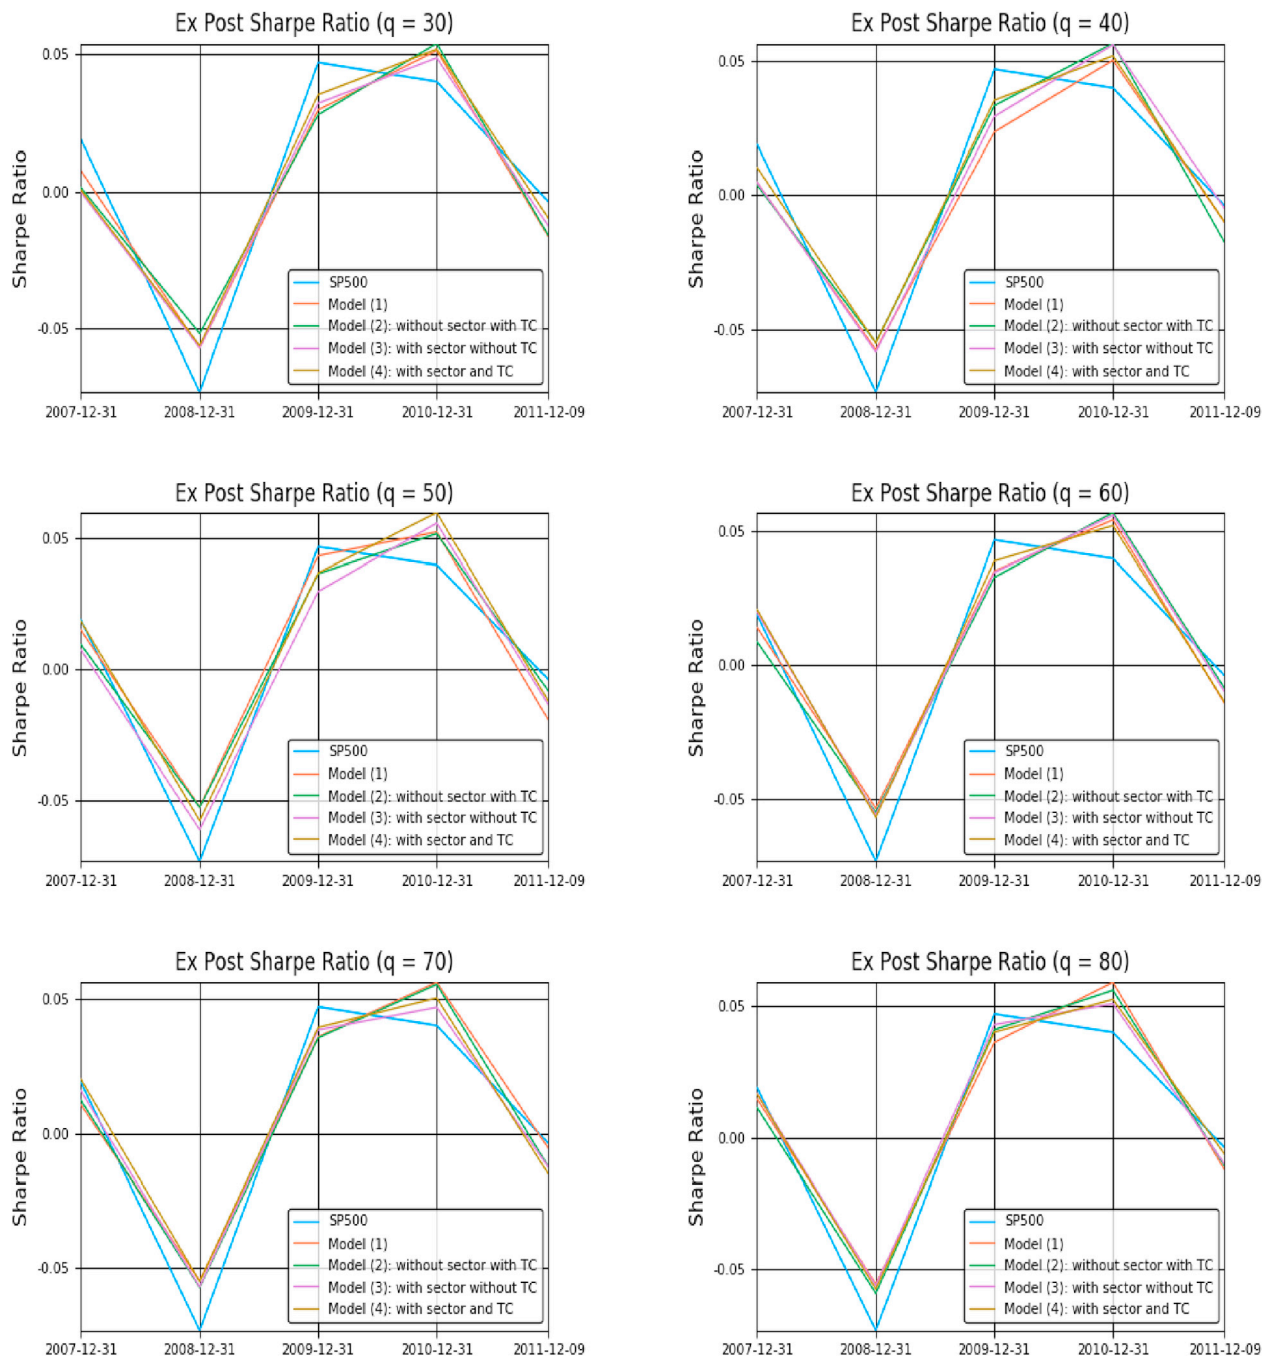 Ex Post Sharpe Ratio (q = 30)
Sharpe Ratio
0.05
0.00
-0.05
SP500
Model (1)
Model (2): without sector with TC
Model (3): with sector without TC
Model (4): with sector and TC
2007-12-31 2008-12-31 2009-12-31 2010-12-31 2011-12-09
Ex Post Sharpe Ratio (q = 40)
Sharpe Ratio
0.05
0.00
-0.05
SP500
Model (1)
Model (2): without sector with TC
Model (3): with sector without TC
Model (4): with sector and TC
2007-12-31 2008-12-31 2009-12-31 2010-12-31 2011-12-09
Ex Post Sharpe Ratio (q = 50)
Sharpe Ratio
0.05
0.00
-0.05
SP500
Model (1)
Model (2): without sector with TC
Model (3): with sector without TC
Model (4): with sector and TC
2007-12-31 2008-12-31 2009-12-31 2010-12-31 2011-12-09
Ex Post Sharpe Ratio (q = 60)
Sharpe Ratio
0.05
0.00
-0.05
SP500
Model (1)
Model (2): without sector with TC
Model (3): with sector without TC
Model (4): with sector and TC
2007-12-31 2008-12-31 2009-12-31 2010-12-31 2011-12-09
Ex Post Sharpe Ratio (q = 70)
Sharpe Ratio
0.05
0.00
-0.05
SP500
Model (1)
Model (2): without sector with TC
Model (3): with sector without TC
Model (4): with sector and TC
2007-12-31 2008-12-31 2009-12-31 2010-12-31 2011-12-09
Ex Post Sharpe Ratio (q = 80)
Sharpe Ratio
0.05
0.00
-0.05
SP500
Model (1)
Model (2): without sector with TC
Model (3): with sector without TC
Model (4): with sector and TC
2007-12-31 2008-12-31 2009-12-31 2010-12-31 2011-12-09